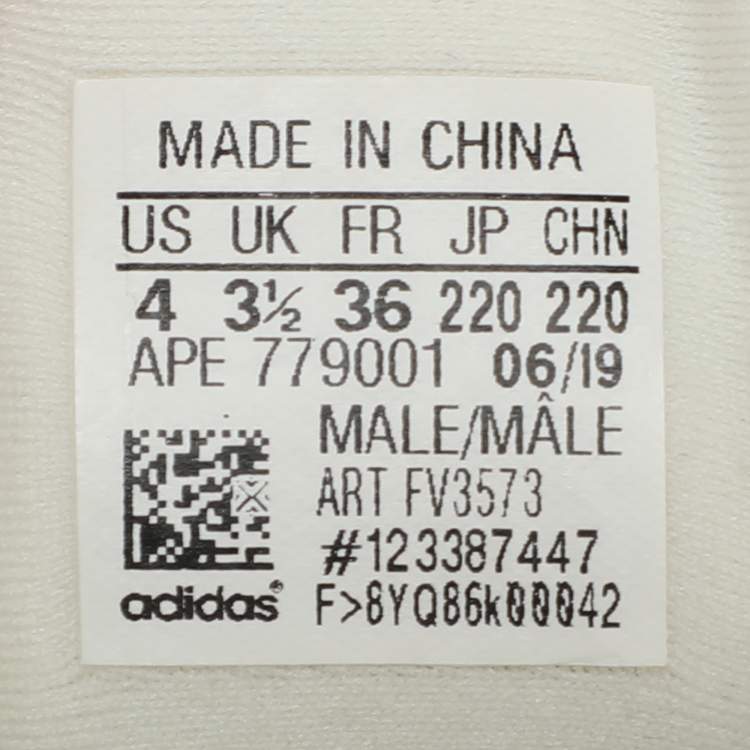 MADE IN CHINA
US UK FR JP CHN
4 3½ 36 220 220
APE 779001 06/19
MALE/MÂLE
ART FV3573
#123387447
adidas® F>8YQ86k00042